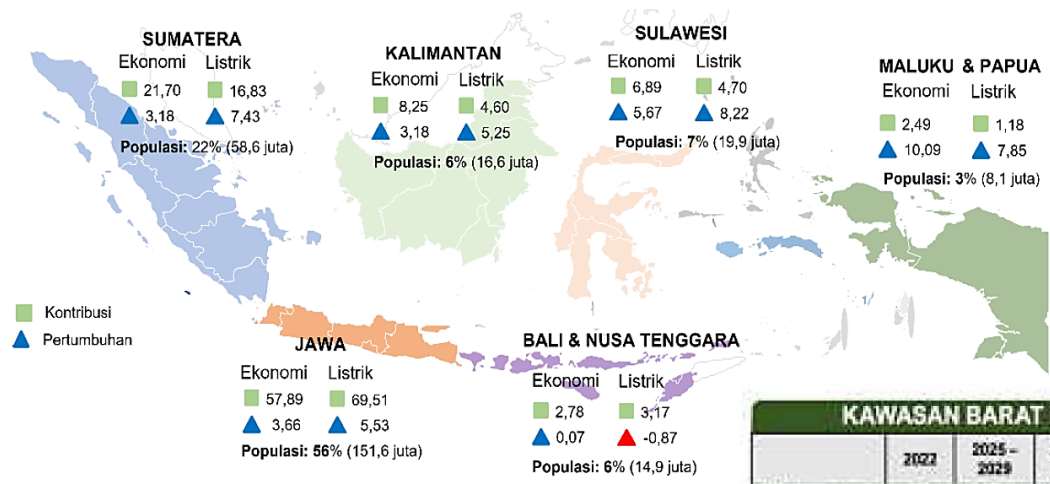 SUMATERA
Ekonomi Listrik
21,70 16,83
3,18 7,43
Populasi: 22% (58,6 juta)
KALIMANTAN
Ekonomi Listrik
8,25 4,60
3,18 5,25
Populasi: 6% (16,6 juta)
SULAWESI
Ekonomi Listrik
6,89 4,70
5,67 8,22
Populasi: 7% (19,9 juta)
MALUKU & PAPUA
Ekonomi Listrik
2,49 1,18
10,09 7,85
Populasi: 3% (8,1 juta)
Kontribusi
Pertumbuhan
JAWA
Ekonomi Listrik
57,89 69,51
3,66 5,53
Populasi: 56% (151,6 juta)
BALI & NUSA TENGGARA
Ekonomi Listrik
2,78 3,17
0,07 -0,87
Populasi: 6% (14,9 juta)
KAWASAN BARAT
2022 2025 –
2029